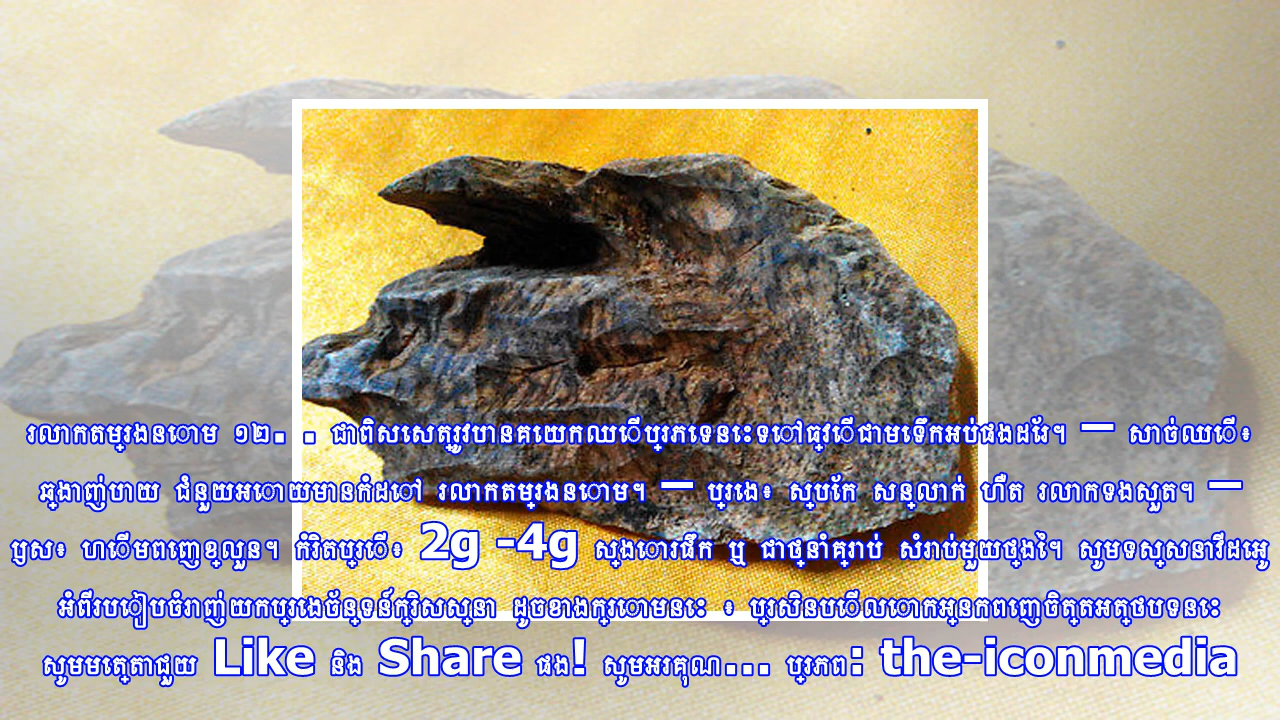 រលាកតម្រងនោម ១២. . ជាពិសេសត្រូវបានគេយកឈើប្រភេទនេះទៅធ្វើជាមទឹកអប់ផងដែរ។ – សាច់ឈើ៖
ឆ្ងាញ់បាយ ជំនួយអោយមានកំដៅ រលាកតម្រងនោម។ – ប្រេង៖ ស្បែក សន្លាក់ ហឺត រលាកទងសួត។ –
ឫស៖ ហើមពេញខ្លួន។ កំរិតប្រើ៖ 2g -4g ស្ងោរផឹក ឬ ជាថ្នាំគ្រាប់ សំរាប់មួយថ្ងៃ។ សូមទស្សនាវីដេអូ
អំពីរបៀបចំរាញ់យកប្រេងច័ន្ទន៍ក្រិស្សនា ដូចខាងក្រោមនេះ ៖ ប្រសិនបើលោកអ្នកពេញចិត្តអត្ថបទនេះ
សូមមេត្តាជួយ Like និង Share ផង! សូមអរគុណ... ប្រភព: the-iconmedia